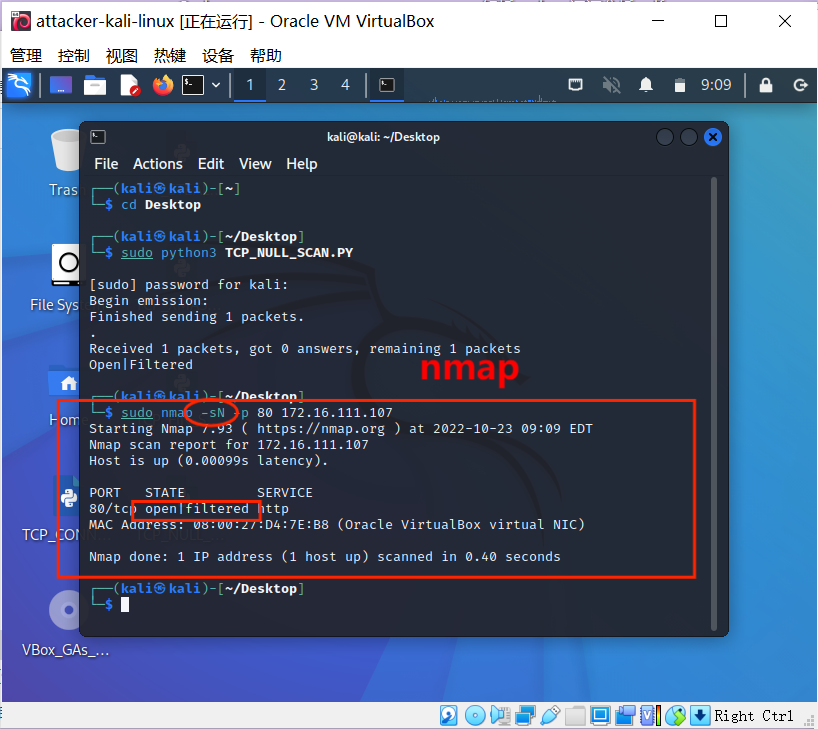 attacker-kali-linux [正在运行] - Oracle VM VirtualBox
管理 控制 视图 热键 设备 帮助
1 2 3 4 9:09
kali@kali: ~/Desktop
File Actions Edit View Help
Tras
File Sys
Hom
TCP_CON
VBox_GAs_...
┌──(kali㉿kali)-[~]
└─$ cd Desktop
┌──(kali㉿kali)-[~/Desktop]
└─$ sudo python3 TCP_NULL_SCAN.PY
[sudo] password for kali:
Begin emission:
Finished sending 1 packets.
.
Received 1 packets, got 0 answers, remaining 1 packets
Open|Filtered
nmap
┌──(kali㉿kali)-[~/Desktop]
└─$ sudo nmap -sN -p 80 172.16.111.107
Starting Nmap 7.93 ( https://nmap.org ) at 2022-10-23 09:09 EDT
Nmap scan report for 172.16.111.107
Host is up (0.00099s latency).
PORT STATE SERVICE
80/tcp open|filtered http
MAC Address: 08:00:27:D4:7E:B8 (Oracle VirtualBox virtual NIC)
Nmap done: 1 IP address (1 host up) scanned in 0.40 seconds
┌──(kali㉿kali)-[~/Desktop]
└─$
Right Ctrl